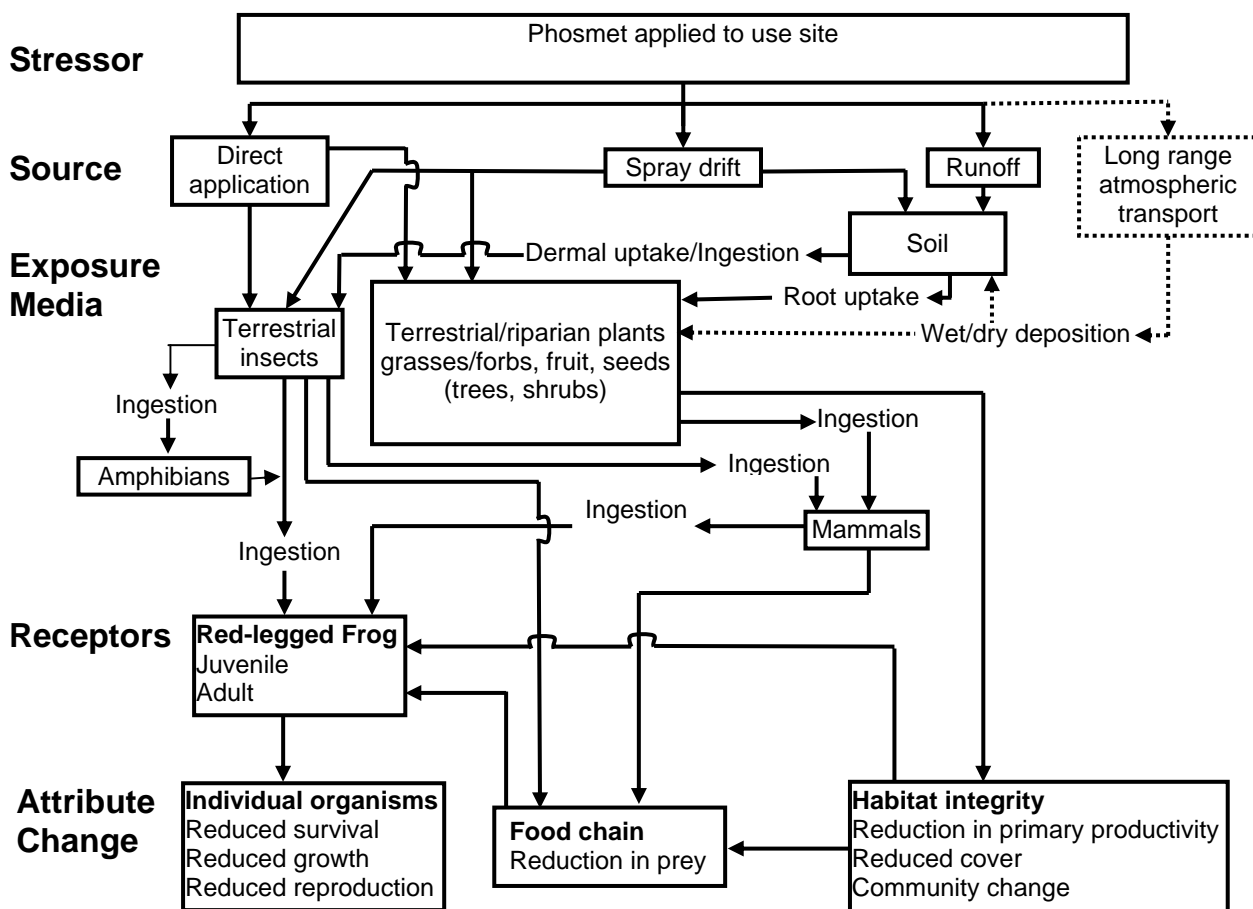 Stressor
Phosmet applied to use site
Source
Direct
application
Spray drift
Runoff
Long range
atmospheric
transport
Exposure
Media
Soil
Dermal uptake/Ingestion
Root uptake
Wet/dry deposition
Terrestrial
insects
Terrestrial/riparian plants
grasses/forbs, fruit, seeds
(trees, shrubs)
Ingestion
Ingestion
Ingestion
Amphibians
Ingestion
Mammals
Ingestion
Receptors
Red-legged Frog
Juvenile
Adult
Attribute
Change
Individual organisms
Reduced survival
Reduced growth
Reduced reproduction
Food chain
Reduction in prey
Habitat integrity
Reduction in primary productivity
Reduced cover
Community change